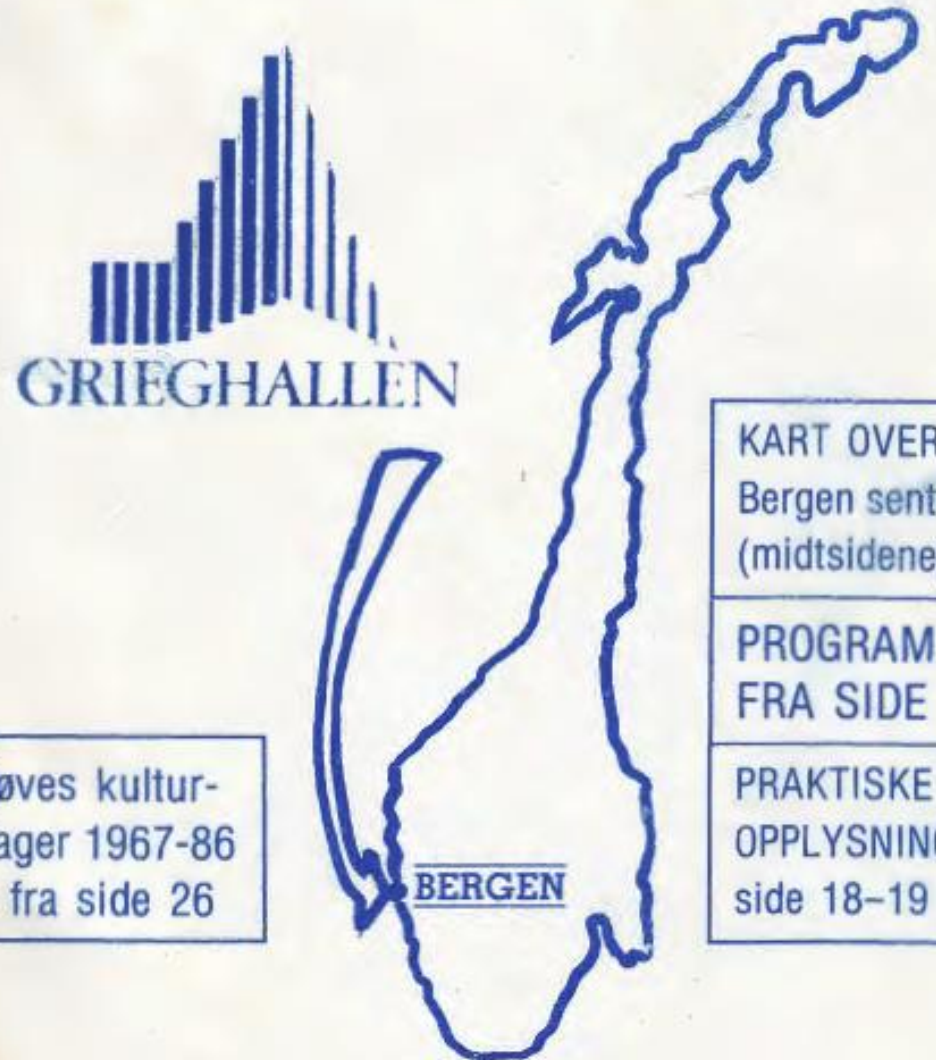 GRIEGHALLEN
KART OVER
Bergen sent
(midtsidene
PROGRAM
FRA SIDE
PRAKTISKE
OPPLYSNING
side 18–19
øves kultur-
ager 1967-86
fra side 26
BERGEN